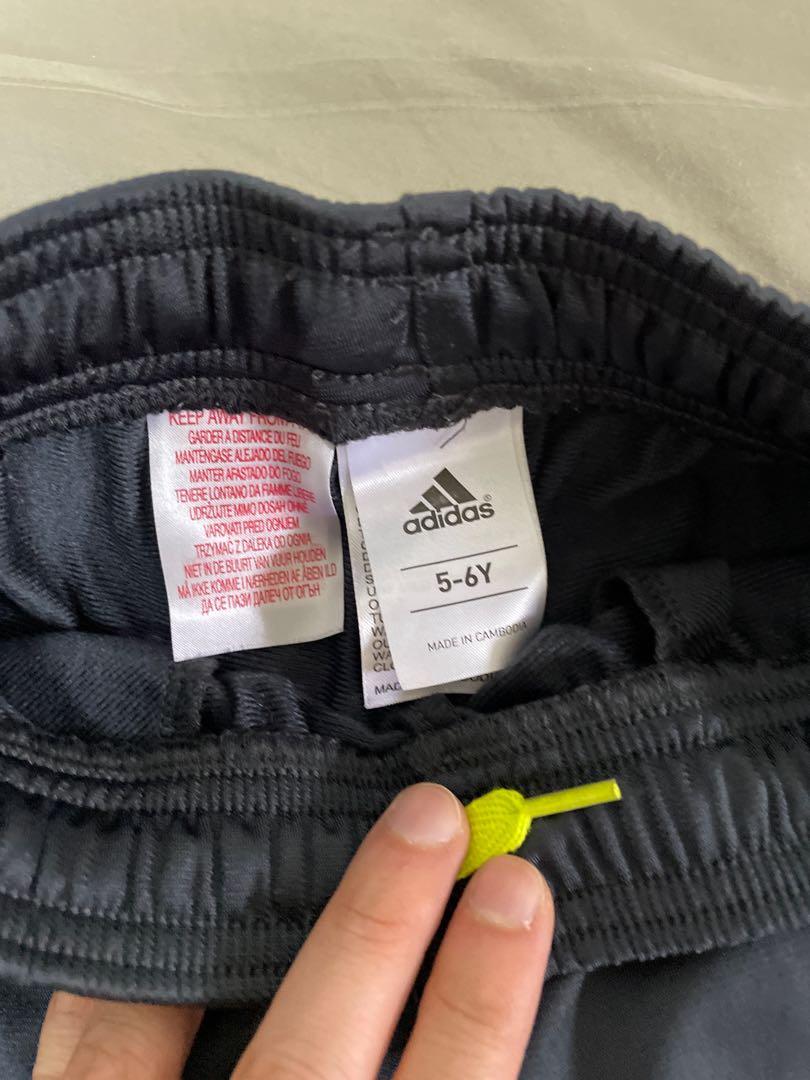 KEEP AWAY FROM
GARDER À DISTANCE DU FEU
MANTÉNGASE ALEJADO DEL FUEGO
MANTER AFASTADO DO FOGO
TENERE LONTANO DA FIAMME LIBERE
UDRŽUJTE MIMO DOSAH OHNĚ
VAROVATI PRED OGNJEM
TRZYMAĆ Z DALEKA OD OGNIA
NIET IN DE BUURT VAN VUUR HOUDEN
MÅ IKKE KOMME I NÆRHEDEN AF ÅBEN ILD
ДА СЕ ПАЗИ ДАЛЕЧ ОТ ОГЪН
adidas®
5-6Y
MADE IN CAMBODIA